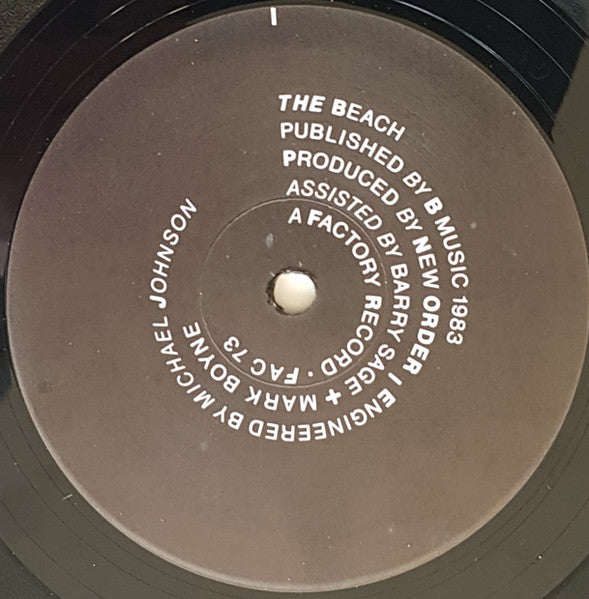 THE BEACH
PUBLISHED BY B MUSIC 1983
PRODUCED BY NEW ORDER / ENGINEERED BY MICHAEL JOHNSON
ASSISTED BY BARRY SAGE + MARK BOYNE
A FACTORY RECORD · FAC 73